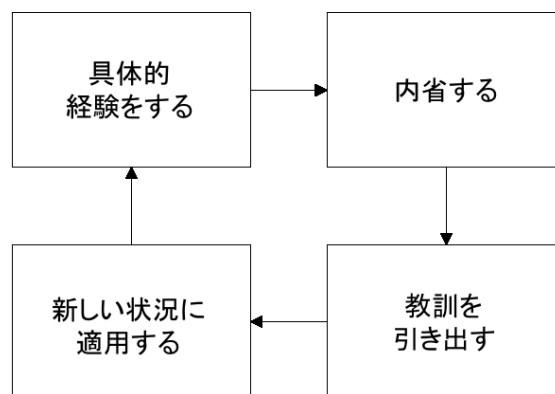 具体的
経験をする
内省する
教訓を
引き出す
新しい状況に
適用する